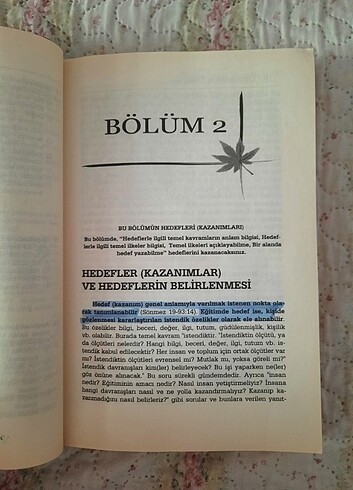 BÖLÜM 2
BU BÖLÜMÜN HEDEFLERİ (KAZANIMLARI)
Bu bölümde, "Hedeflerle ilgili temel kavramların anlam bilgisi, Hedef-
lerle ilgili temel ilkeler bilgisi, Temel ilkeleri açıklayabilme, Bir alanda
hedef yazabilme" hedeflerini kazanacaksınız.
HEDEFLER (KAZANIMLAR)
VE HEDEFLERİN BELİRLENMESİ
Hedef (kazanım) genel anlamıyla varılmak istenen nokta ola-
rak tanımlanabilir (Sönmez 19-93:14). Eğitimde hedef ise, kişide
gözlenmesi kararlaştırılan istendik özelikler olarak ele alınabilir.
Bu özelikler bilgi, beceri, değer, ilgi, tutum, güdülenmişlik, kişilik
vb. olabilir. Burada temel kavram "istendik". "İstendiktin ölçütü, ya
da ölçütleri nelerdir? Hangi bilgi, beceri, değer, tutum vb. is-
tendik kabul edilecektir? Her insan ve toplum için ortak ölçütler var
mı? İstendiktin ölçütleri evrensel mi? Mutlak mı, yoksa göreli mi?
İstendik davranışları kim(ler) belirleyecek? Bu işi yaparken ne(ler)
göz önüne alınacak." Bu soru sürekli gündemdedir. Ayrıca "insan
nedir? Eğitiminin amacı nedir? Nasıl insan yetiştirmeliyiz? İnsana
hangi davranışları nasıl ve ne yolla kazandırmalıyız? Kazanıp ka-
zanmadığını nasıl belirleriz?" gibi sorular ve bunlara verilen yanıt-